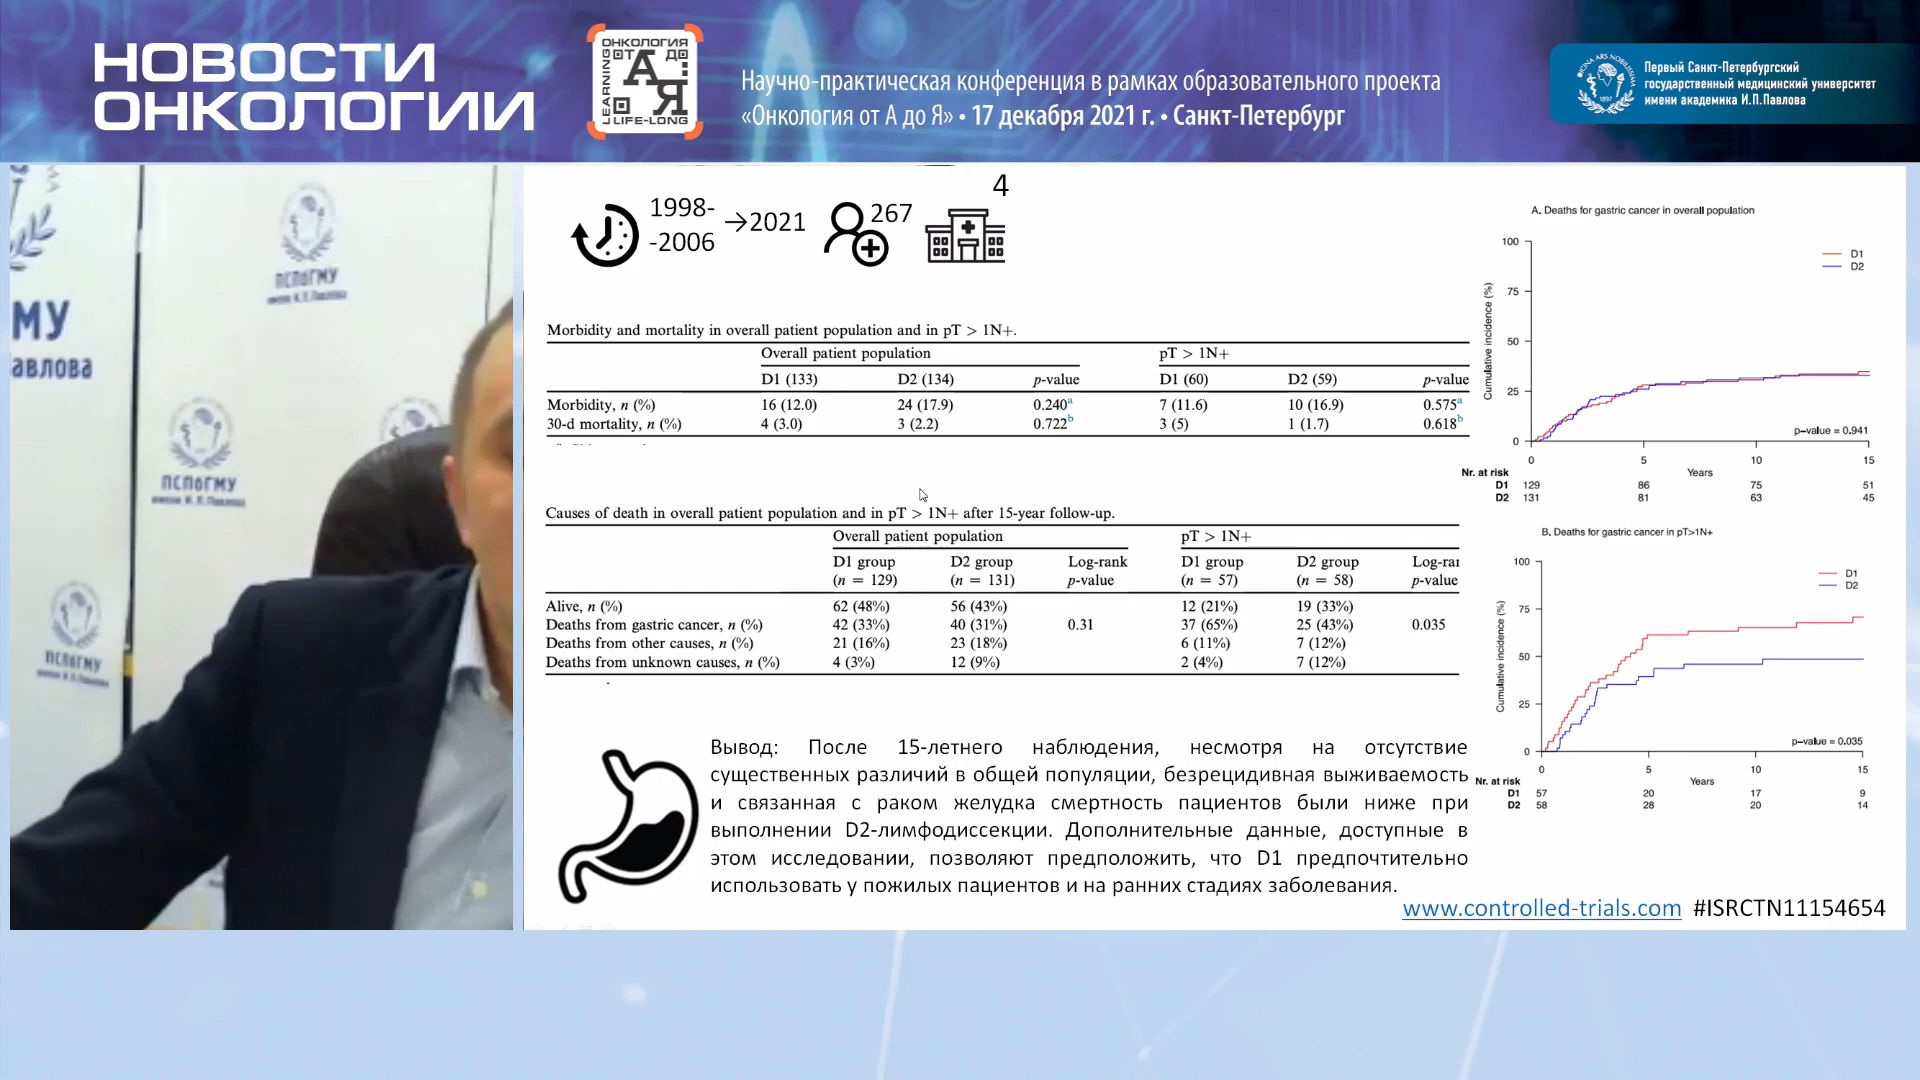 НОВОСТИ
ОНКОЛОГИИ
ОНКОЛОГИЯ
ОТ А ДО Я
LEARNING
LIFE-LONG
Научно-практическая конференция в рамках образовательного проекта
«Онкология от А до Я» • 17 декабря 2021 г. • Санкт-Петербург
Первый Санкт-Петербургский
государственный медицинский университет
имени академика И.П.Павлова
1897
ПСПбГМУ
имени И.П.Павлова
МУ
авлова
ПСПбГМУ
имени И.П.Павлова
ПСПбГМУ
1998-
-2006
→2021
267
4
Morbidity and mortality in overall patient population and in pT > 1N+.
Overall patient population pT > 1N+
D1 (133) D2 (134) p-value D1 (60) D2 (59) p-value
Morbidity, n (%) 16 (12.0) 24 (17.9) 0.240a 7 (11.6) 10 (16.9) 0.575a
30-d mortality, n (%) 4 (3.0) 3 (2.2) 0.722b 3 (5) 1 (1.7) 0.618b
Causes of death in overall patient population and in pT > 1N+ after 15-year follow-up.
Overall patient population pT > 1N+
D1 group D2 group Log-rank D1 group D2 group Log-rar
(n = 129) (n = 131) p-value (n = 57) (n = 58) p-value
Alive, n (%) 62 (48%) 56 (43%) 12 (21%) 19 (33%)
Deaths from gastric cancer, n (%) 42 (33%) 40 (31%) 0.31 37 (65%) 25 (43%) 0.035
Deaths from other causes, n (%) 21 (16%) 23 (18%) 6 (11%) 7 (12%)
Deaths from unknown causes, n (%) 4 (3%) 12 (9%) 2 (4%) 7 (12%)
Вывод: После 15-летнего наблюдения, несмотря на отсутствие
существенных различий в общей популяции, безрецидивная выживаемость
и связанная с раком желудка смертность пациентов были ниже при
выполнении D2-лимфодиссекции. Дополнительные данные, доступные в
этом исследовании, позволяют предположить, что D1 предпочтительно
использовать у пожилых пациентов и на ранних стадиях заболевания.
A. Deaths for gastric cancer in overall population
Cumulative incidence (%)
100
75
50
25
0
D1
D2
p-value = 0.941
0 5 10 15
Nr. at risk Years
D1 129 86 75 51
D2 131 81 63 45
B. Deaths for gastric cancer in pT>1N+
Cumulative incidence (%)
100
75
50
25
0
D1
D2
p-value = 0.035
0 5 10 15
Nr. at risk Years
D1 57 20 17 9
D2 58 28 20 14
www.controlled-trials.com #ISRCTN11154654